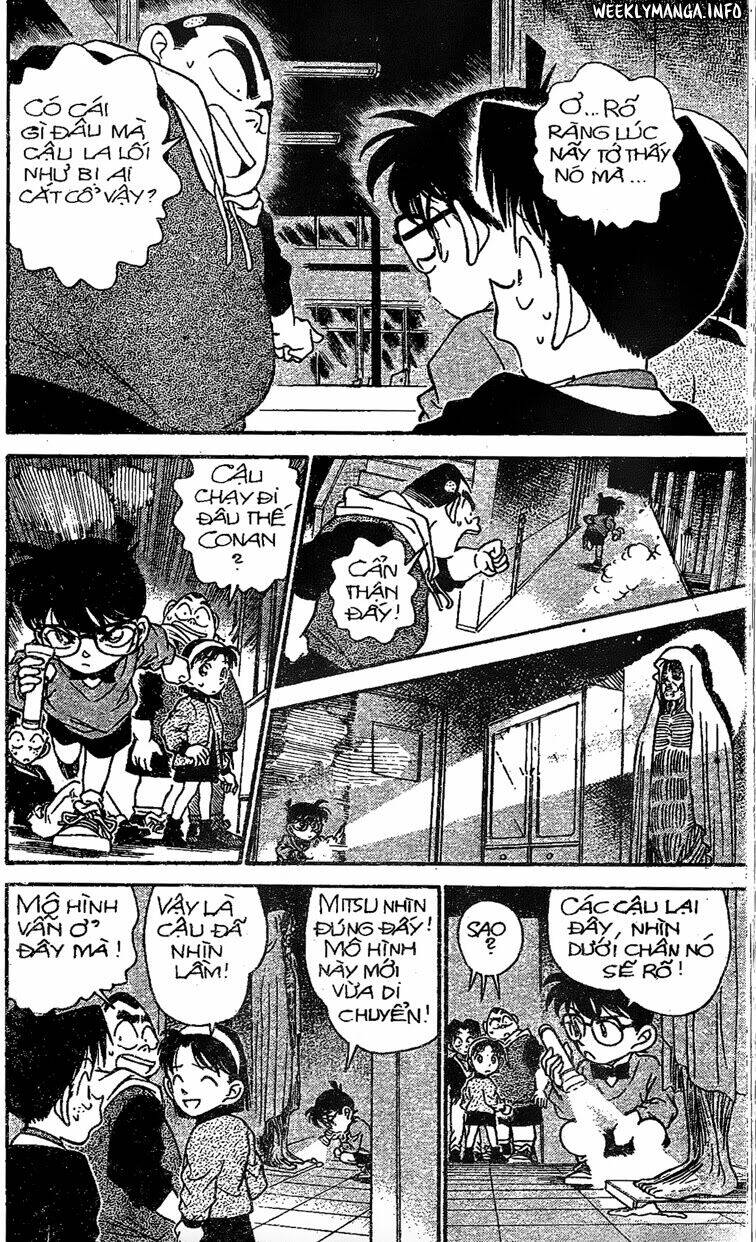 WEEKLYMANGA.INFO
CÓ CÁI
GÌ ĐÂU MÀ
CẬU LA LỐI
NHƯ BỊ AI
CẮT CỔ VẬY?
Ơ... RÕ
RÀNG LÚC
NÃY TỚ THẤY
NÓ MÀ...
CẬU
CHẠY ĐI
ĐÂU THẾ
CONAN
?
CẨN
THẬN
ĐẤY!
MÔ HÌNH
VẪN Ở
ĐÂY MÀ!
VẬY LÀ
CẬU ĐÃ
NHÌN
LẦM!
MITSU NHÌN
ĐÚNG ĐẤY!
MÔ HÌNH
NÀY MỚI
VỪA DI
CHUYỂN!
SAO
?
CÁC CẬU LẠI
ĐÂY, NHÌN
DƯỚI CHÂN NÓ
SẼ RÕ!